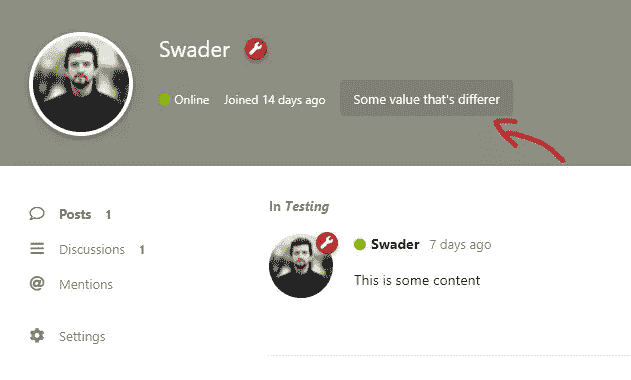 Swader
Online Joined 14 days ago Some value that's differer
Posts 1
Discussions 1
Mentions
Settings
In Testing
Swader 7 days ago
This is some content